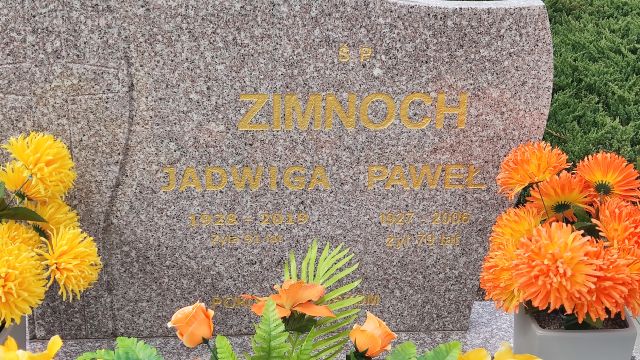 Ś P
ZIMNOCH
JADWIGA PAWEŁ
1928 - 2019 1927 - 2006
żyła 91 lat żył 79 lat